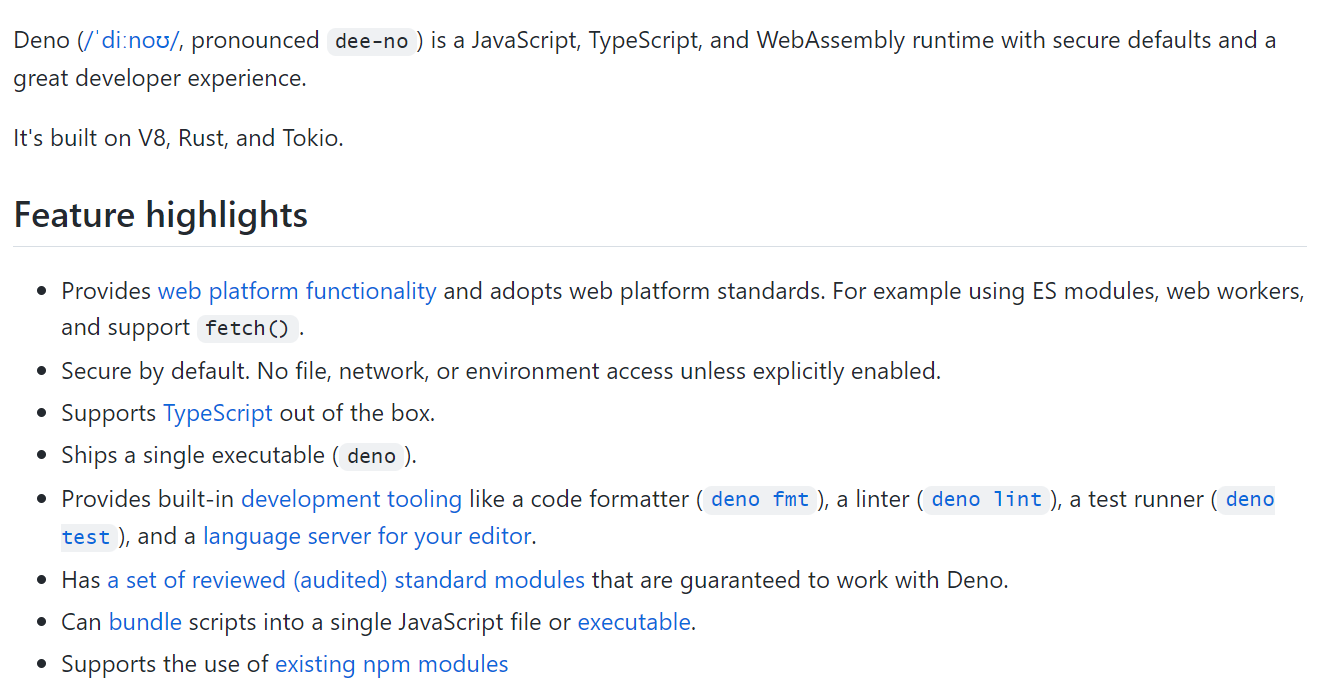 Deno (/ˈdiːnoʊ/, pronounced dee-no) is a JavaScript, TypeScript, and WebAssembly runtime with secure defaults and a
great developer experience.
It's built on V8, Rust, and Tokio.
Feature highlights
• Provides web platform functionality and adopts web platform standards. For example using ES modules, web workers,
and support fetch().
• Secure by default. No file, network, or environment access unless explicitly enabled.
• Supports TypeScript out of the box.
• Ships a single executable (deno).
• Provides built-in development tooling like a code formatter (deno fmt), a linter (deno lint), a test runner (deno
test), and a language server for your editor.
• Has a set of reviewed (audited) standard modules that are guaranteed to work with Deno.
• Can bundle scripts into a single JavaScript file or executable.
• Supports the use of existing npm modules